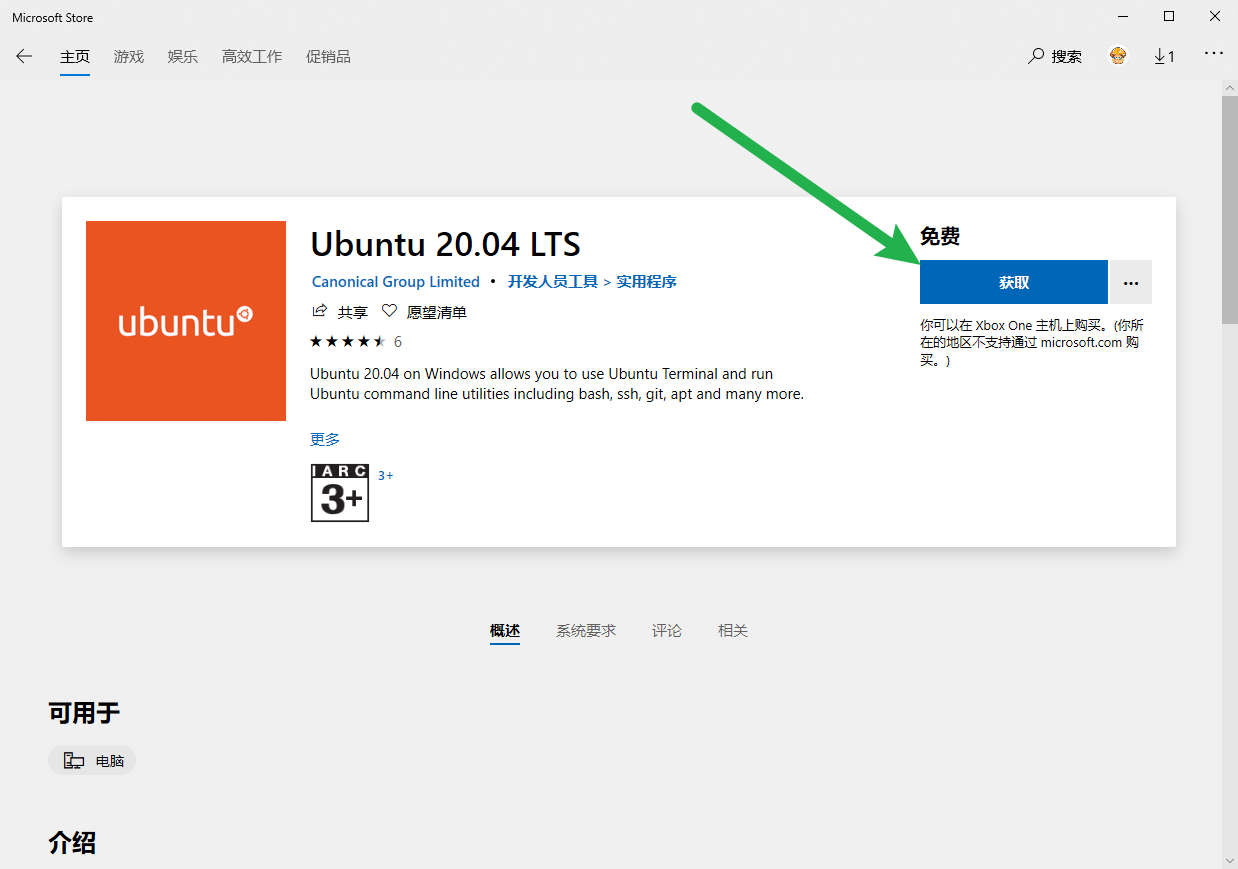 Microsoft Store
主页 游戏 娱乐 高效工作 促销品 搜索 1
Ubuntu 20.04 LTS
Canonical Group Limited • 开发人员工具 > 实用程序
共享 愿望清单
6
Ubuntu 20.04 on Windows allows you to use Ubuntu Terminal and run
Ubuntu command line utilities including bash, ssh, git, apt and many more.
更多
IARC
3+
3+
ubuntu
免费
获取
你可以在 Xbox One 主机上购买。(你所
在的地区不支持通过 microsoft.com 购
买。)
概述 系统要求 评论 相关
可用于
电脑
介绍